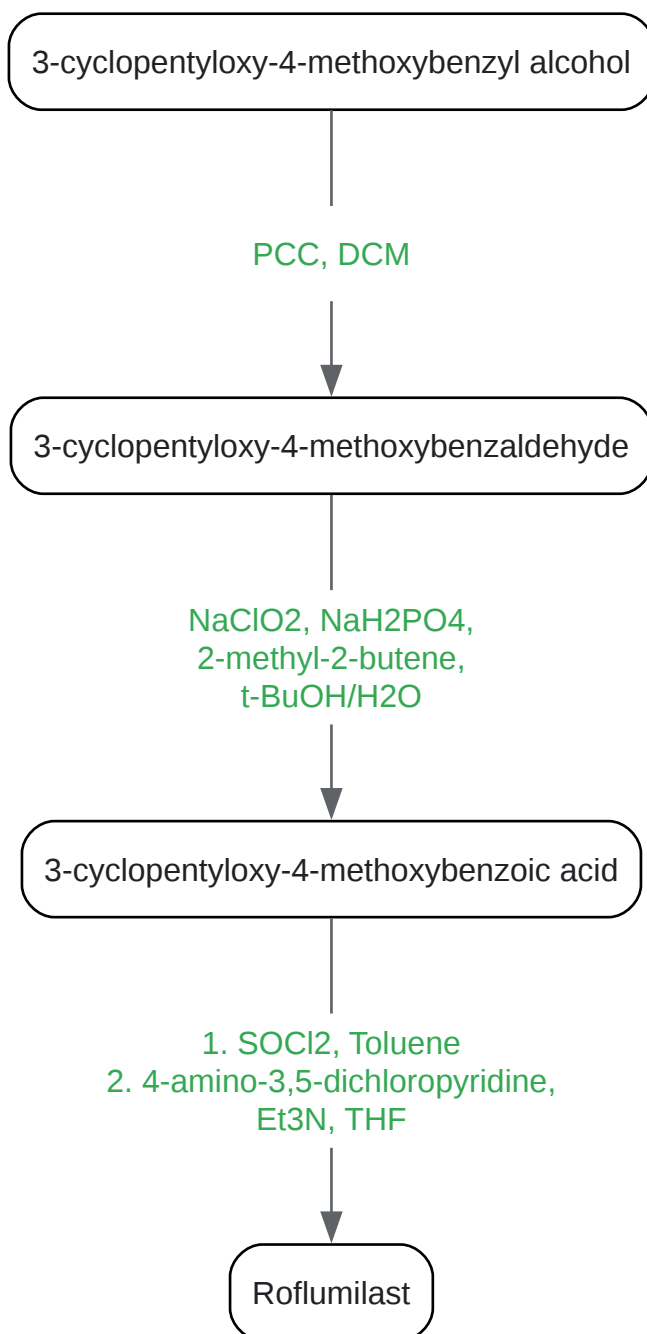 3-cyclopentyloxy-4-methoxybenzyl alcohol
PCC, DCM
3-cyclopentyloxy-4-methoxybenzaldehyde
NaClO2, NaH2PO4,
2-methyl-2-butene,
t-BuOH/H2O
3-cyclopentyloxy-4-methoxybenzoic acid
1. SOCl2, Toluene
2. 4-amino-3,5-dichloropyridine,
Et3N, THF
Roflumilast